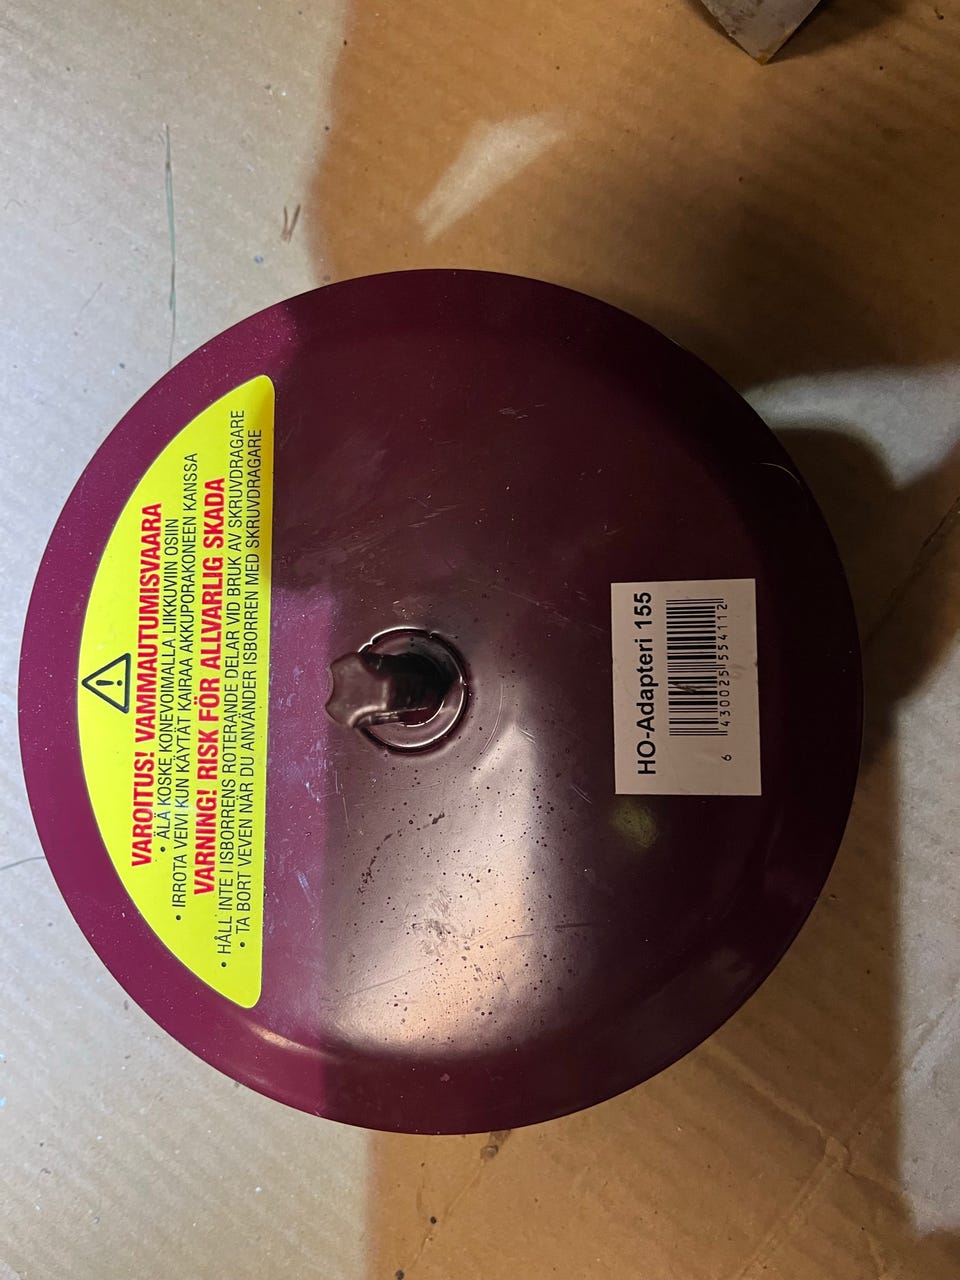 VAROITUS! VAMMAUTUMISVAARA
• ÄLÄ KOSKE KONEVOIMALLA LIIKKUVIIN OSIIN
• IRROTA VEIVI KUN KÄYTÄT KAIRAA AKKUPORAKONEEN KANSSA
VARNING! RISK FÖR ALLVARLIG SKADA
• HÅLL INTE I ISBORRENS ROTERANDE DELAR VID BRUK AV SKRUVDRAGARE
• TA BORT VEVEN NÄR DU ANVÄNDER ISBORREN MED SKRUVDRAGARE
HO-Adapteri 155
6 430025 554112